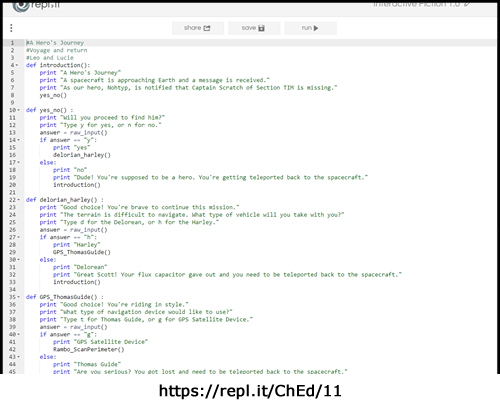 repl.it
Interactive Fiction 1.0
share save run
1 #A Hero's Journey
2 #Voyage and return
3 #Leo and Lucie
4 def introduction():
5 print "A Hero's Journey"
6 print "A spacecraft is approaching Earth and a message is received."
7 print "As our hero, Nohtyp, is notified that Captain Scratch of Section TIM is missing."
8 yes_no()
9
10 def yes_no() :
11 print "Will you proceed to find him?"
12 print "Type y for yes, or n for no."
13 answer = raw_input()
14 if answer == "y":
15 print "yes"
16 delorian_harley()
17 else:
18 print "no"
19 print "Dude! You're supposed to be a hero. You're getting teleported back to the spacecraft."
20 introduction()
21
22 def delorian_harley() :
23 print "Good choice! You're brave to continue this mission."
24 print "The terrain is difficult to navigate. What type of vehicle will you take with you?"
25 print "Type d for the Delorean, or h for the Harley."
26 answer = raw_input()
27 if answer == "h":
28 print "Harley"
29 GPS_ThomasGuide()
30 else:
31 print "Delorean"
32 print "Great Scott! Your flux capacitor gave out and you need to be teleported back to the spacecraft."
33 introduction()
34
35 def GPS_ThomasGuide() :
36 print "Good choice! You're riding in style."
37 print "What type of navigation device would like to use?"
38 print "Type t for Thomas Guide, or g for GPS Satellite Device."
39 answer = raw_input()
40 if answer == "g":
41 print "GPS Satellite Device"
42 Rambo_ScanPerimeter()
43 else:
44 print "Thomas Guide"
45 print "Are you serious? You got lost and need to be teleported back to the spacecraft."
https://repl.it/ChEd/11